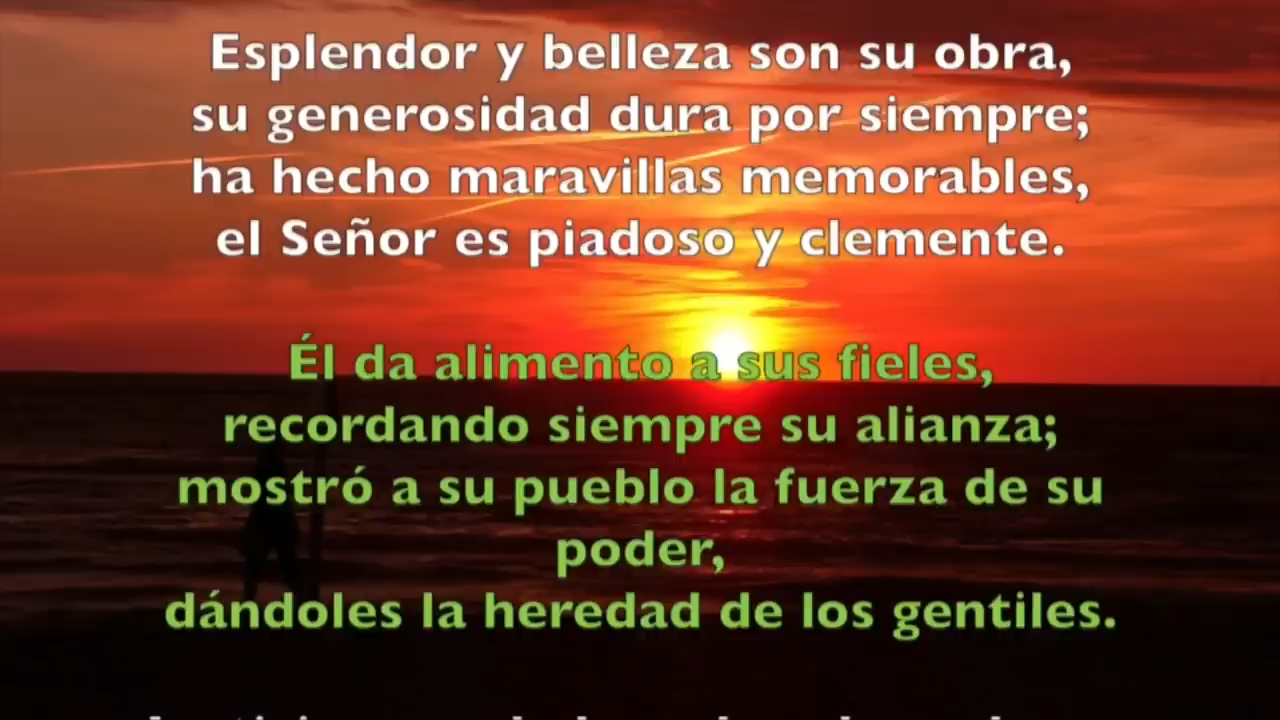 Esplendor y belleza son su obra,
su generosidad dura por siempre;
ha hecho maravillas memorables,
el Señor es piadoso y clemente.
Él da alimento a sus fieles,
recordando siempre su alianza;
mostró a su pueblo la fuerza de su
poder,
dándoles la heredad de los gentiles.